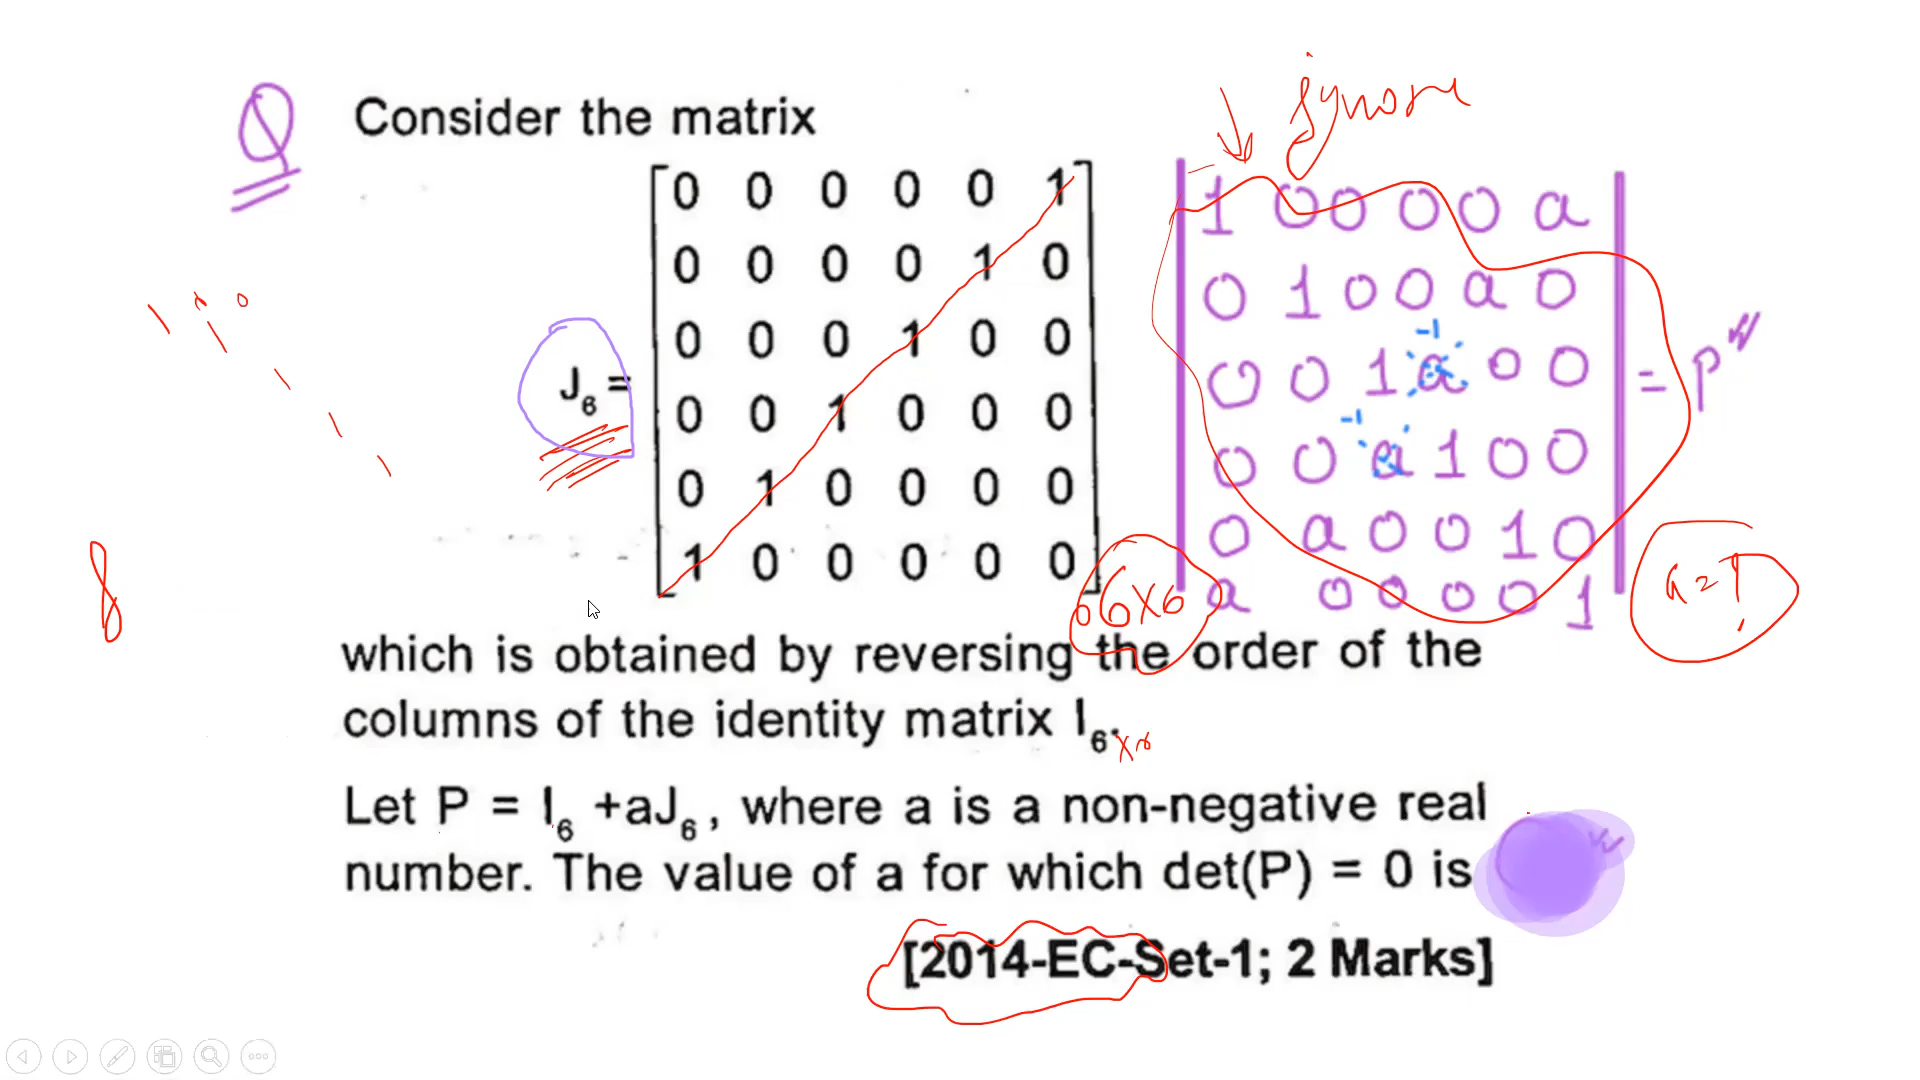 Q Consider the matrix
ignore
0 0 0 0 0 1
0 0 0 0 1 0
0 0 0 1 0 0
J6 =
0 0 1 0 0 0
0 1 0 0 0 0
1 0 0 0 0 0
1 0 0 0 0 a
0 1 0 0 a 0
-1
0 0 1 a 0 0
= P
-1
0 0 a 1 0 0
0 a 0 0 1 0
a 0 0 0 0 1
6x6
a = ?
which is obtained by reversing the order of the
columns of the identity matrix I6.
Let P = I6 +aJ6, where a is a non-negative real
number. The value of a for which det(P) = 0 is
[2014-EC-Set-1; 2 Marks]